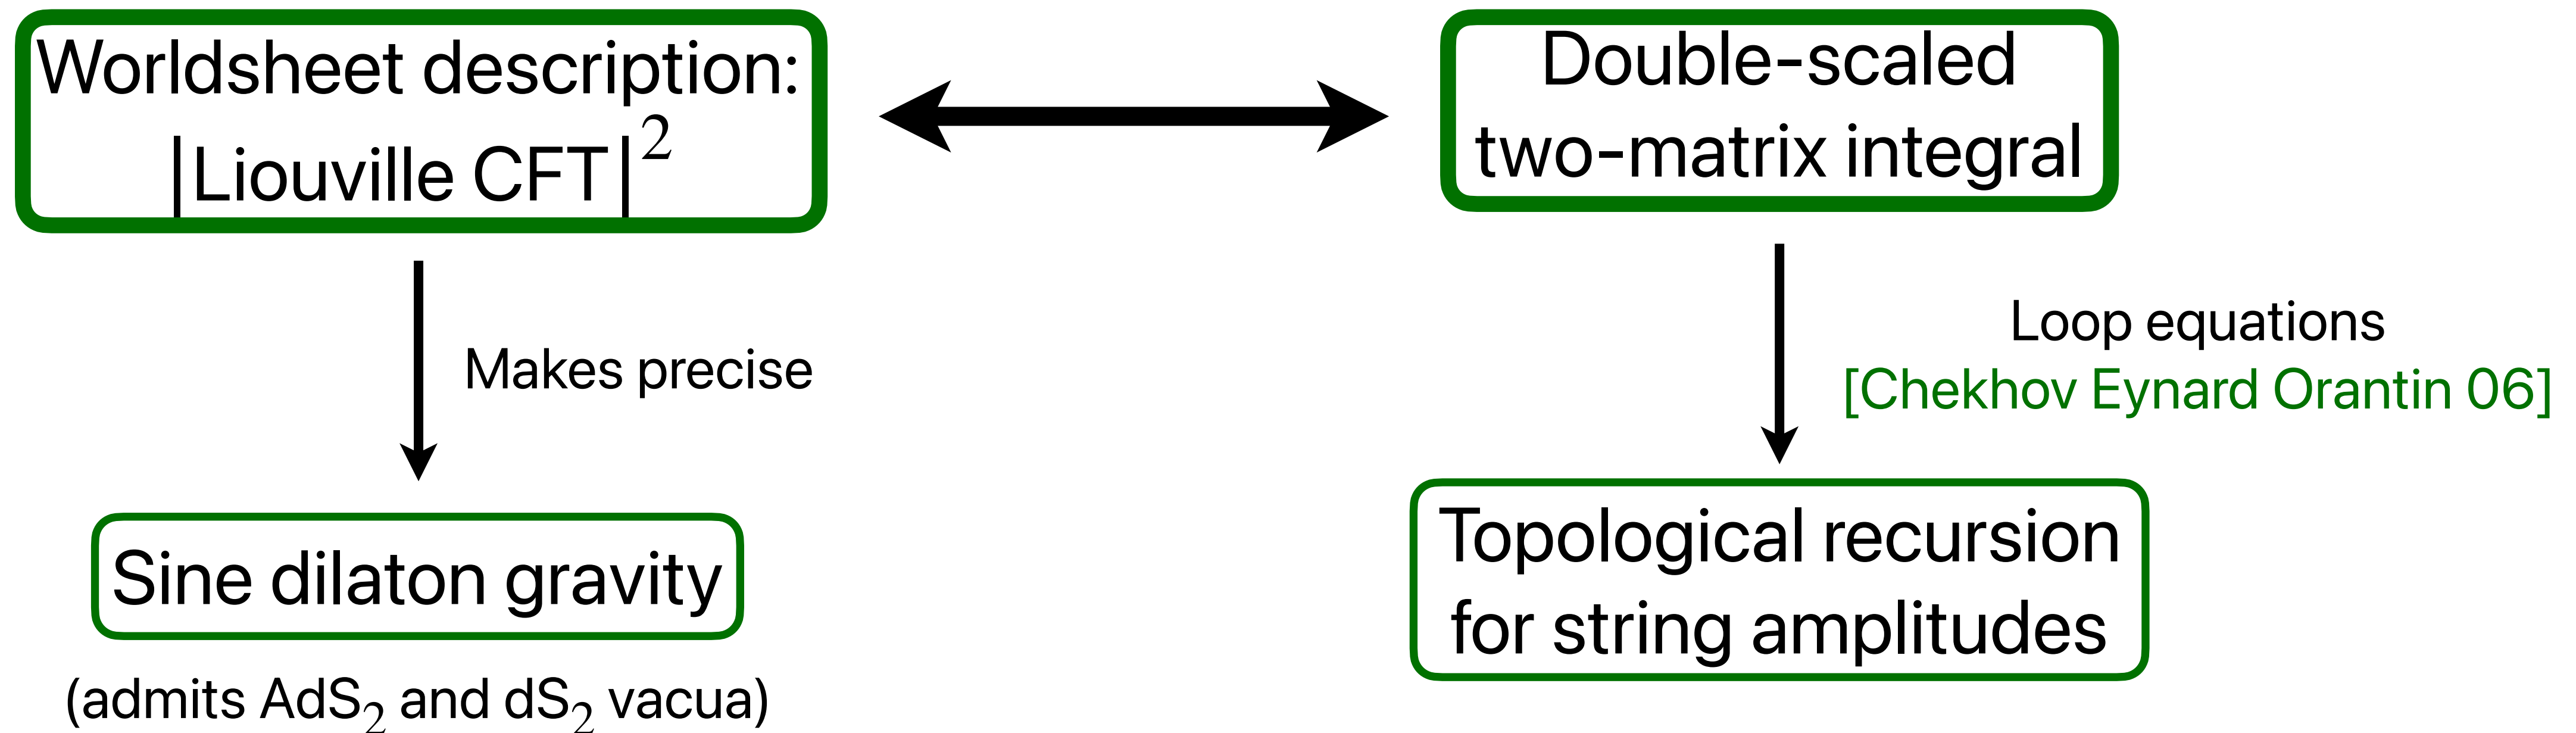 Worldsheet description:
|Liouville CFT|²
Double-scaled
two-matrix integral
Makes precise
Loop equations
[Chekhov Eynard Orantin 06]
Sine dilaton gravity
(admits AdS₂ and dS₂ vacua)
Topological recursion
for string amplitudes